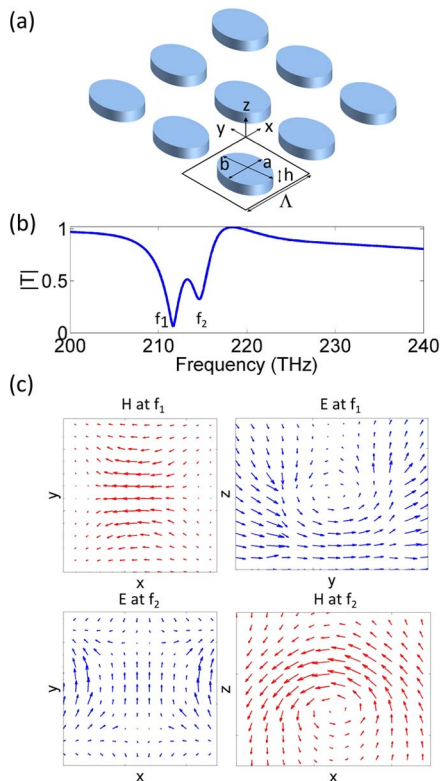 (a)
z
y x
b a
h
Λ
(b)
|T|
1
0.5
0
f1 f2
200 210 220 230 240
Frequency (THz)
(c)
H at f1 E at f1
y z
x y
E at f2 H at f2
y z
x x